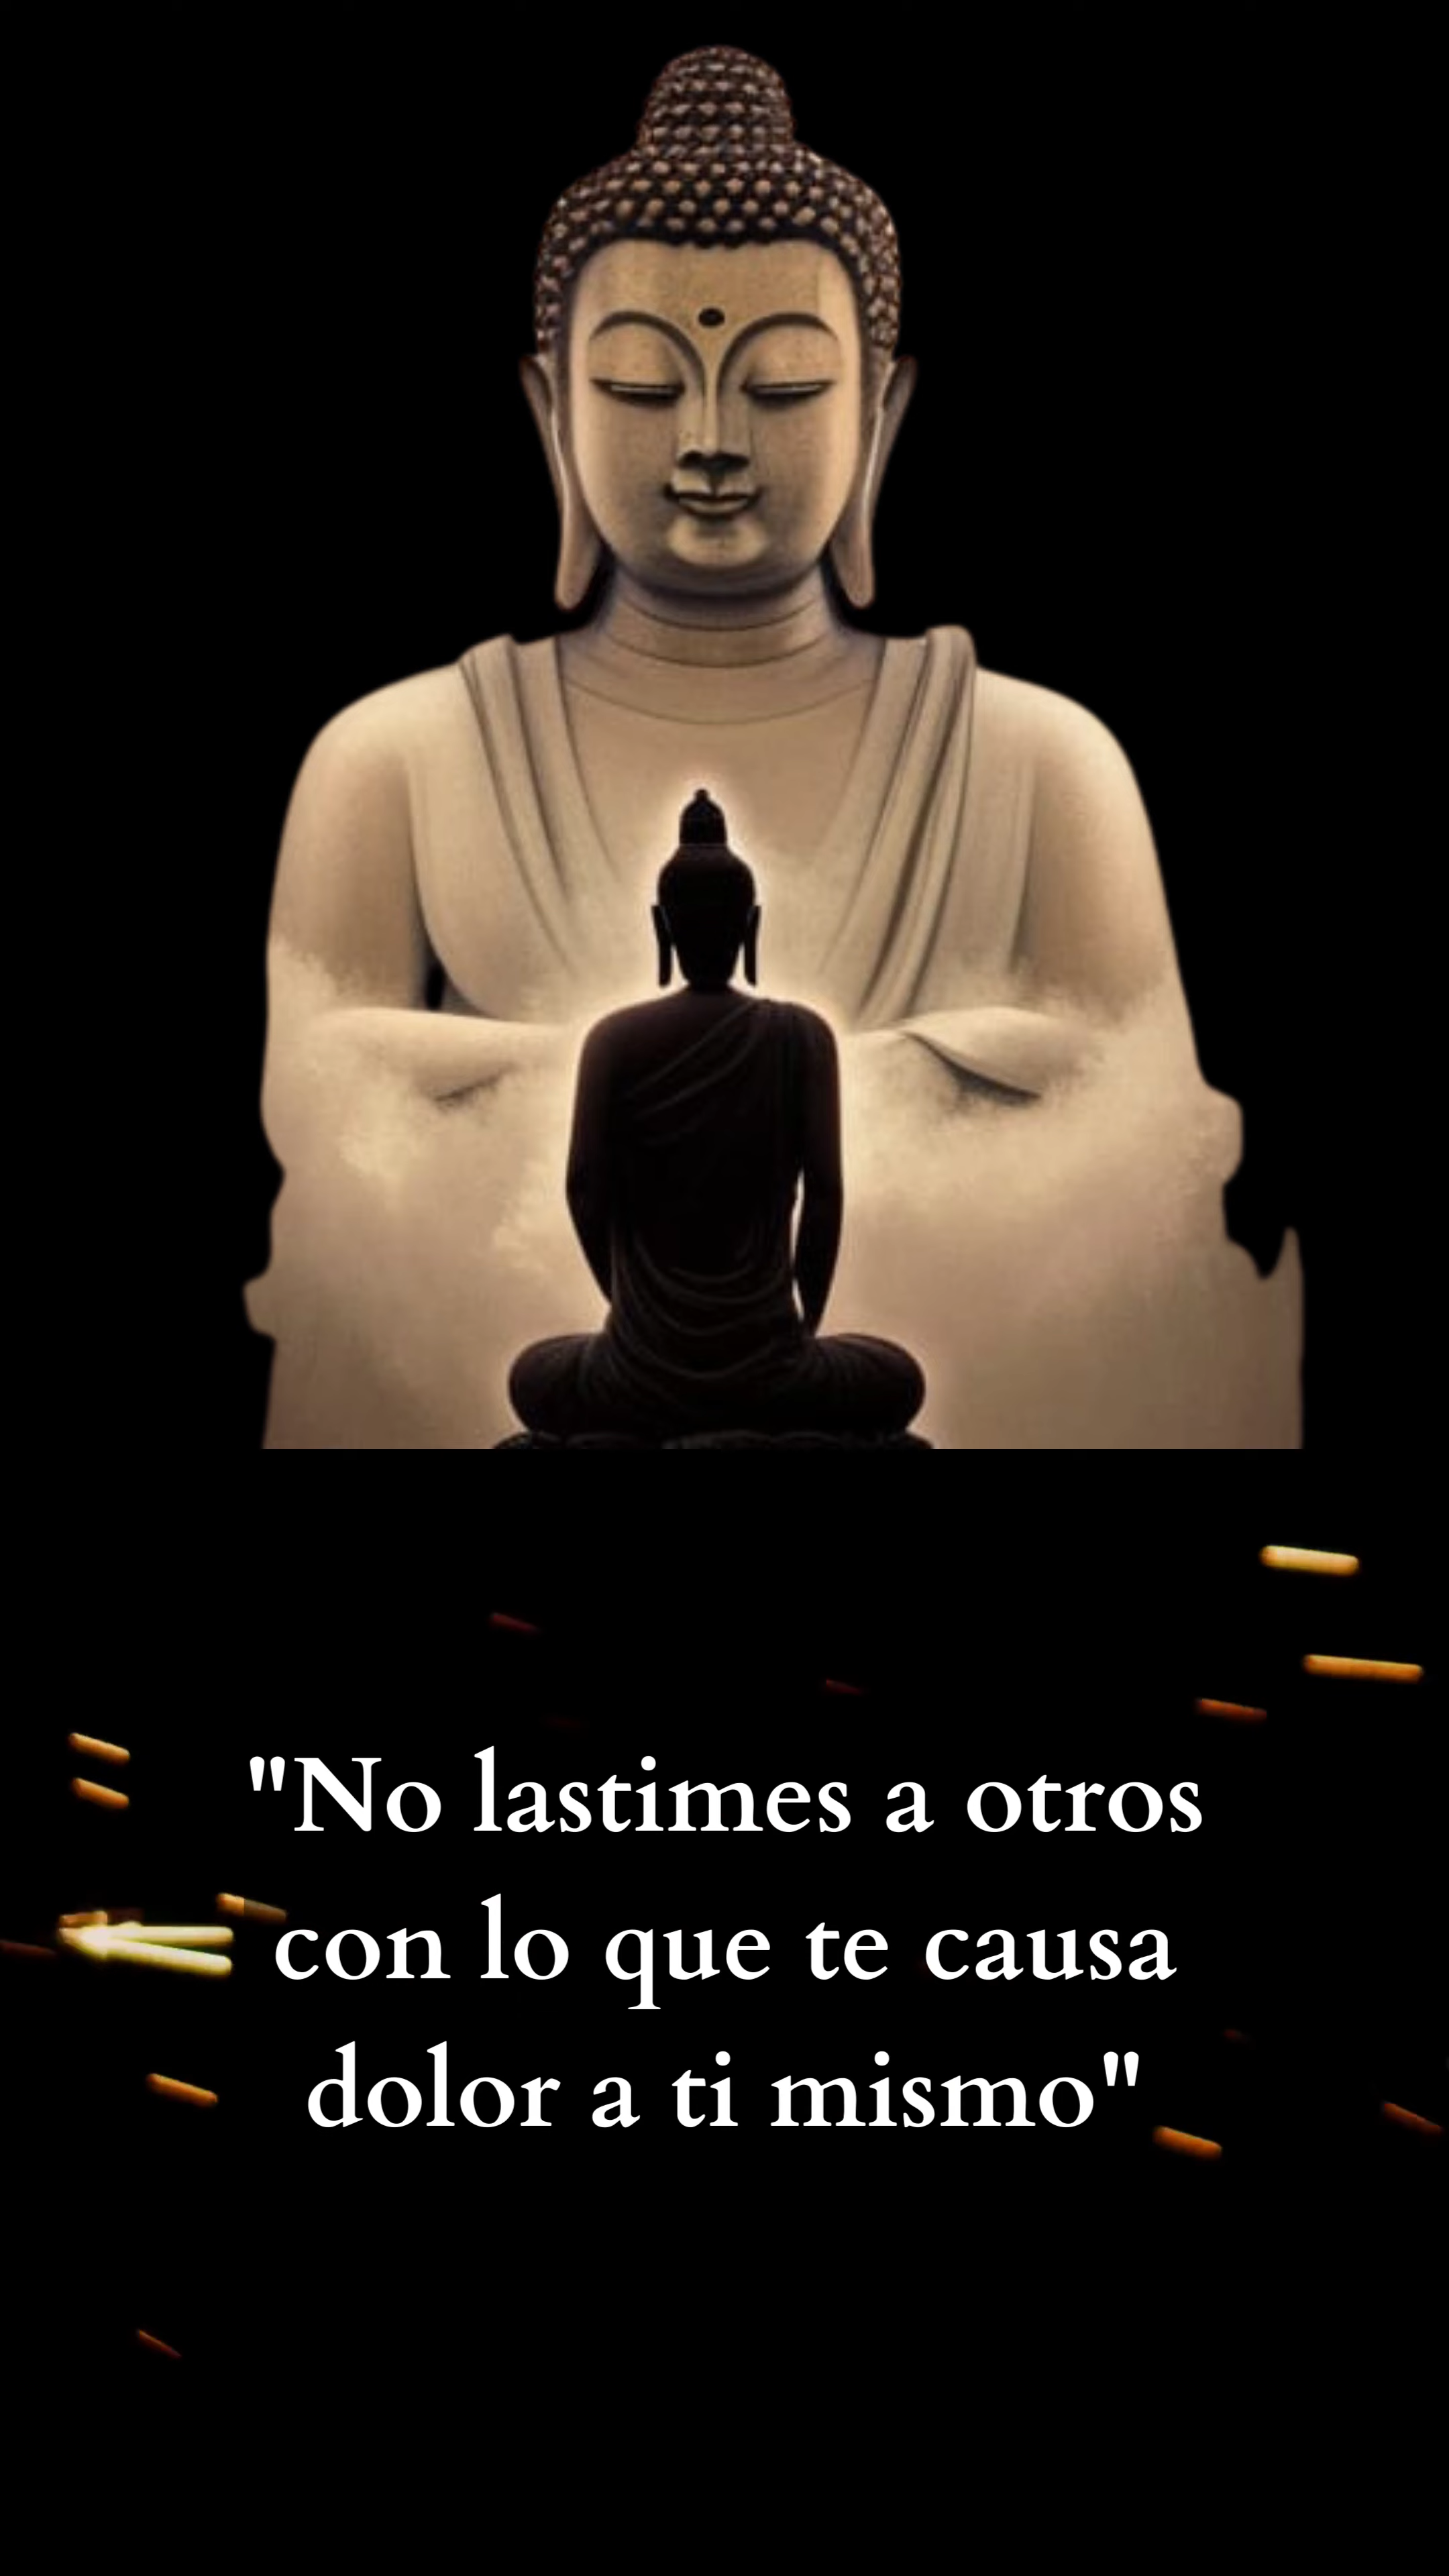 "No lastimes a otros
con lo que te causa
dolor a ti mismo"